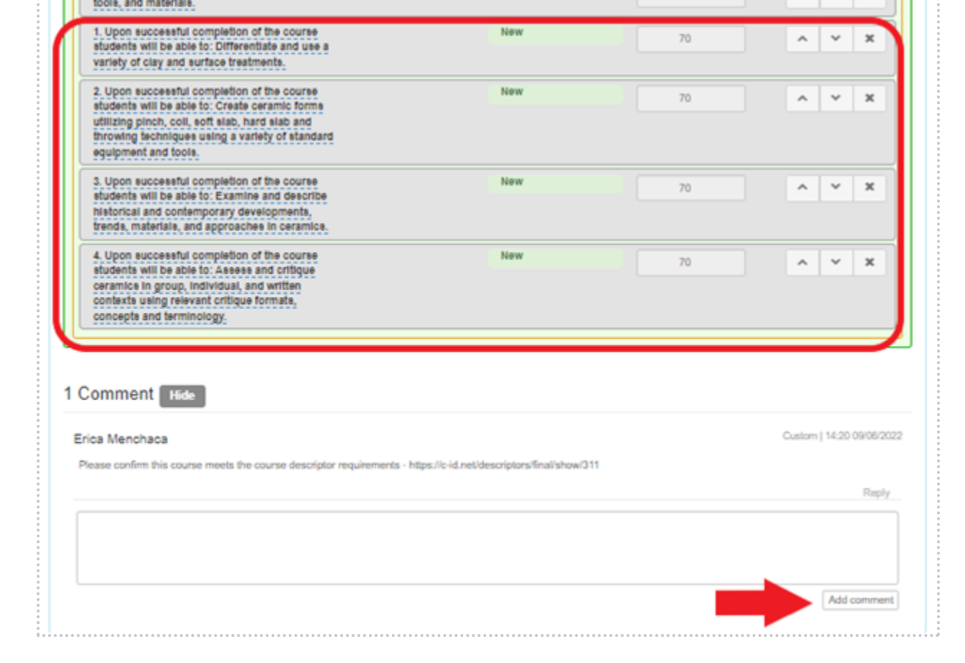 tools, and materials.
1. Upon successful completion of the course
students will be able to: Differentiate and use a
variety of clay and surface treatments.
New
70
2. Upon successful completion of the course
students will be able to: Create ceramic forms
utilizing pinch, coil, soft slab, hard slab and
throwing techniques using a variety of standard
equipment and tools.
New
70
3. Upon successful completion of the course
students will be able to: Examine and describe
historical and contemporary developments,
trends, materials, and approaches in ceramics.
New
70
4. Upon successful completion of the course
students will be able to: Assess and critique
ceramics in group, individual, and written
contexts using relevant critique formats,
concepts and terminology.
New
70
1 Comment Hide
Erica Menchaca
Custom | 14:20 09/06/2022
Please confirm this course meets the course descriptor requirements - https://c-id.net/descriptors/final/show/311
Reply
Add comment